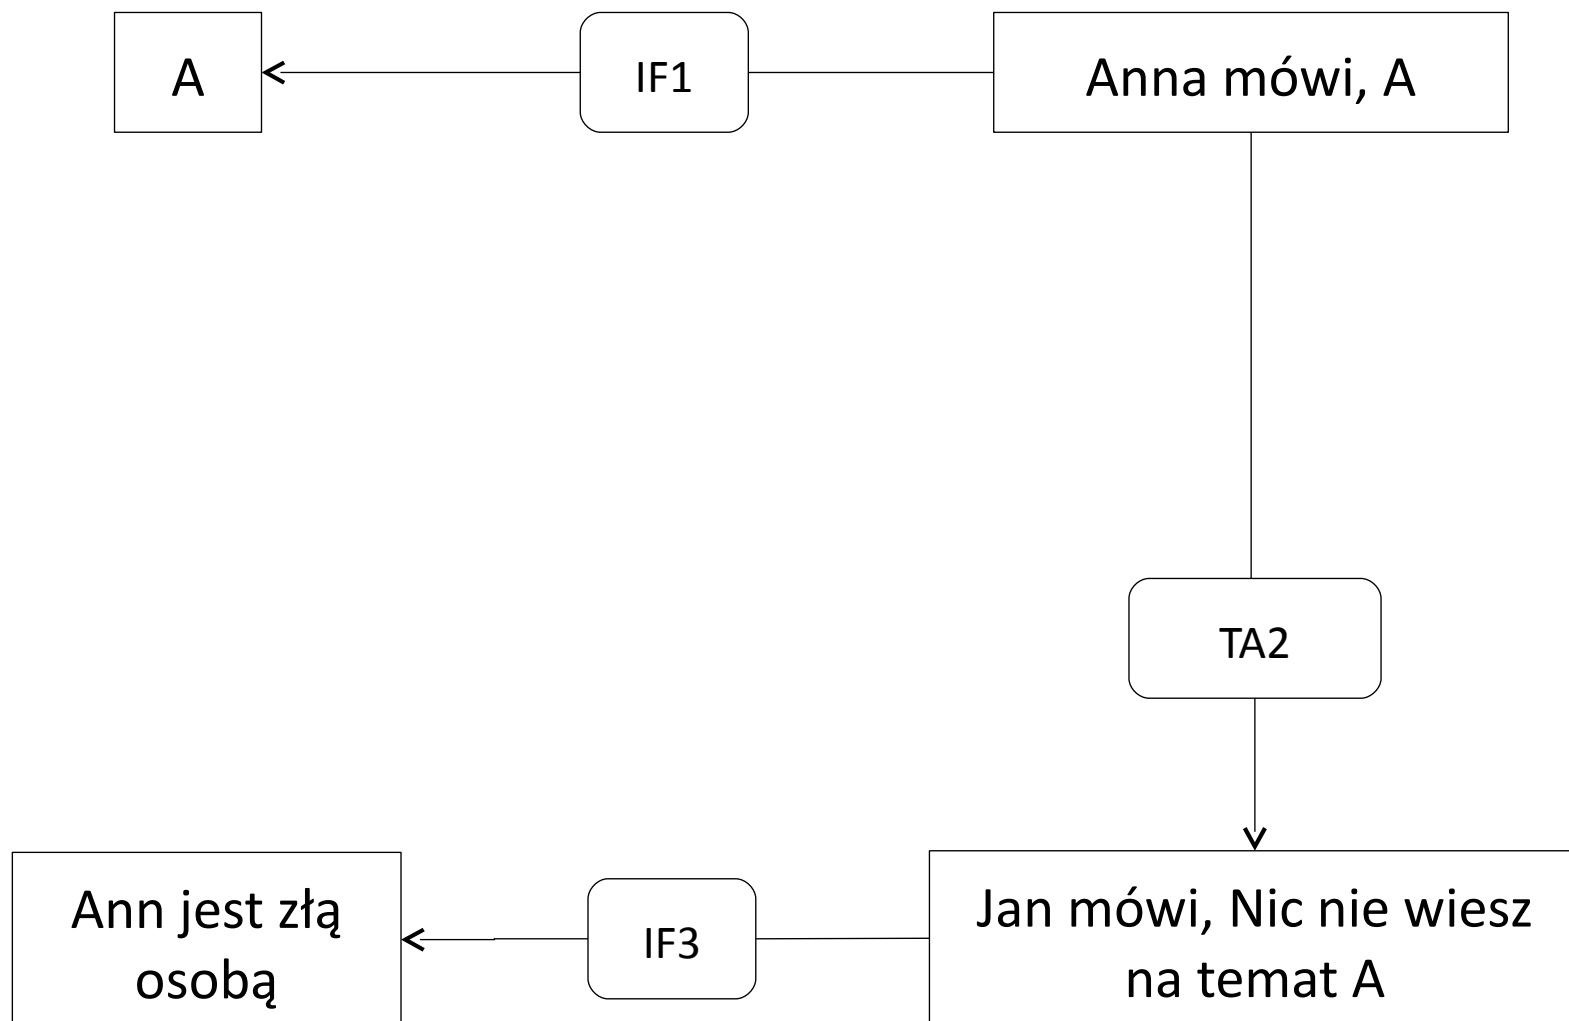 A
IF1
Anna mówi, A
TA2
Ann jest złą
osobą
IF3
Jan mówi, Nic nie wiesz
na temat A